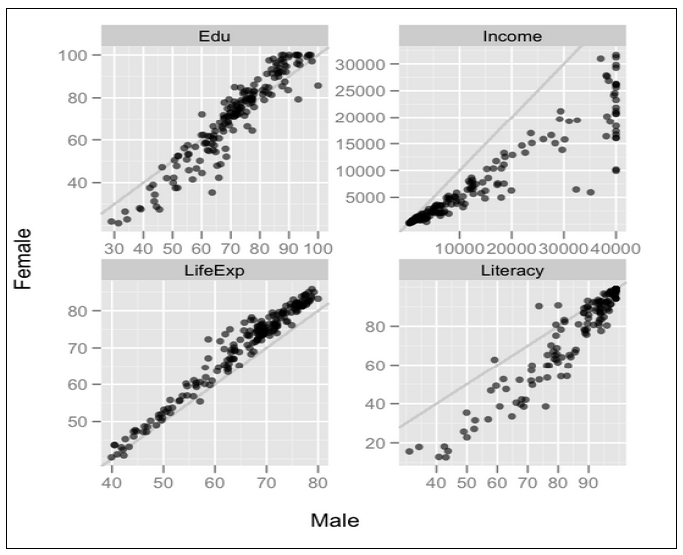 Edu
Income
100
80
60
40
30000
25000
20000
15000
10000
5000
30 40 50 60 70 80 90 100
10000 20000 30000 40000
Female
LifeExp
Literacy
80
70
60
50
80
60
40
20
40 50 60 70 80
40 50 60 70 80 90
Male